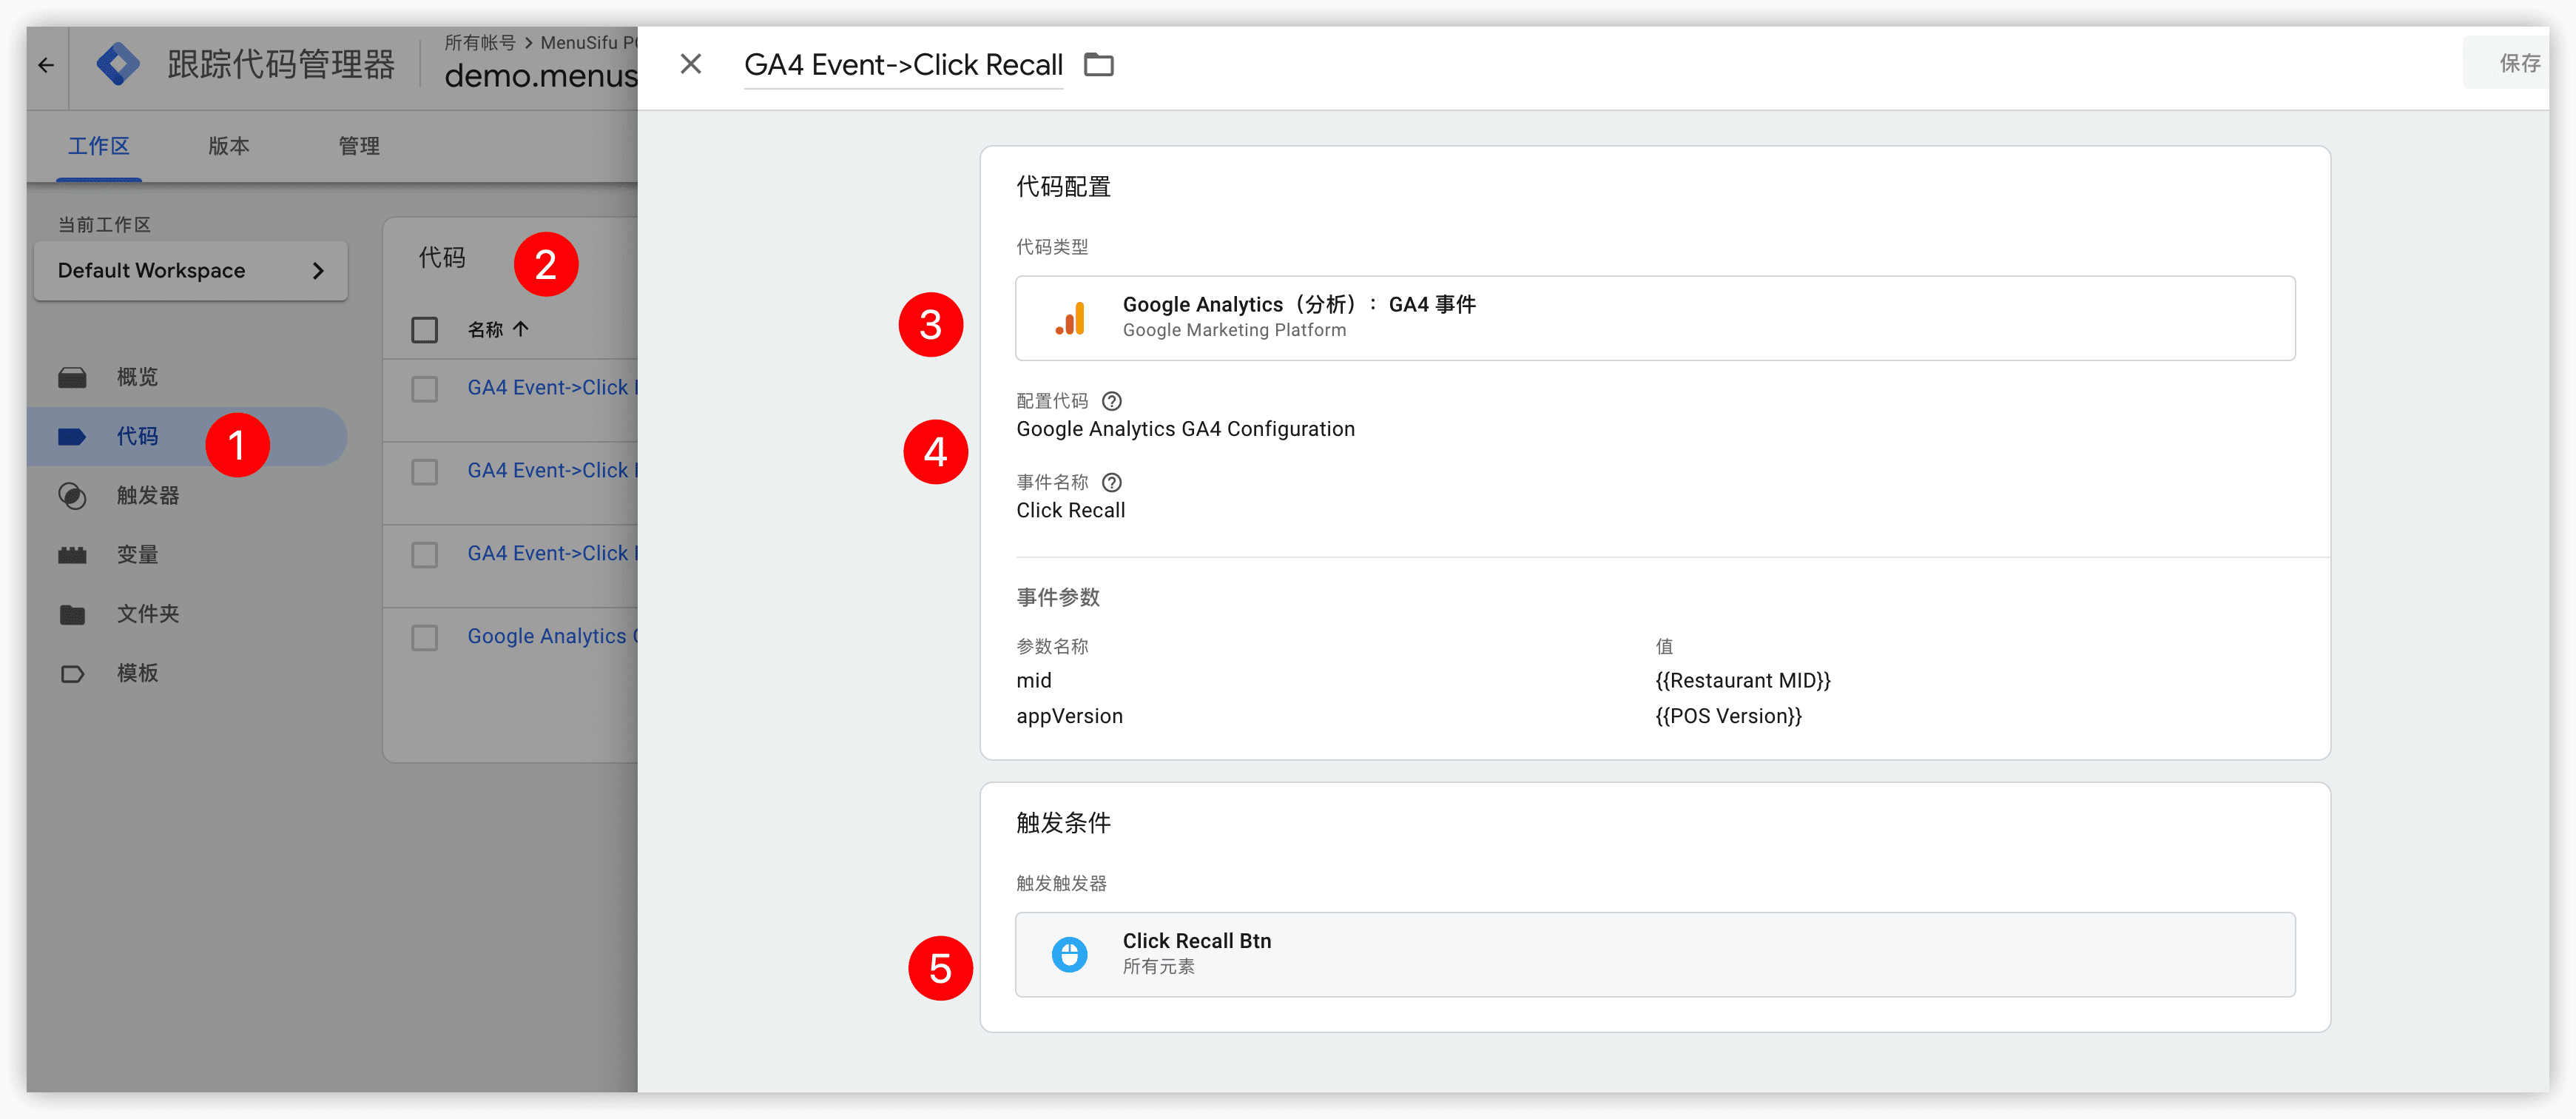 跟踪代码管理器
所有帐号 > MenuSifu PO
demo.menus
工作区
版本
管理
当前工作区
Default Workspace
概览
代码
1
触发器
变量
文件夹
模板
代码
2
名称
GA4 Event->Click
GA4 Event->Click
GA4 Event->Click
Google Analytics
GA4 Event->Click Recall
保存
代码配置
代码类型
3
Google Analytics（分析）：GA4 事件
Google Marketing Platform
配置代码
4
Google Analytics GA4 Configuration
事件名称
Click Recall
事件参数
参数名称
值
mid
{{Restaurant MID}}
appVersion
{{POS Version}}
触发条件
触发触发器
5
Click Recall Btn
所有元素